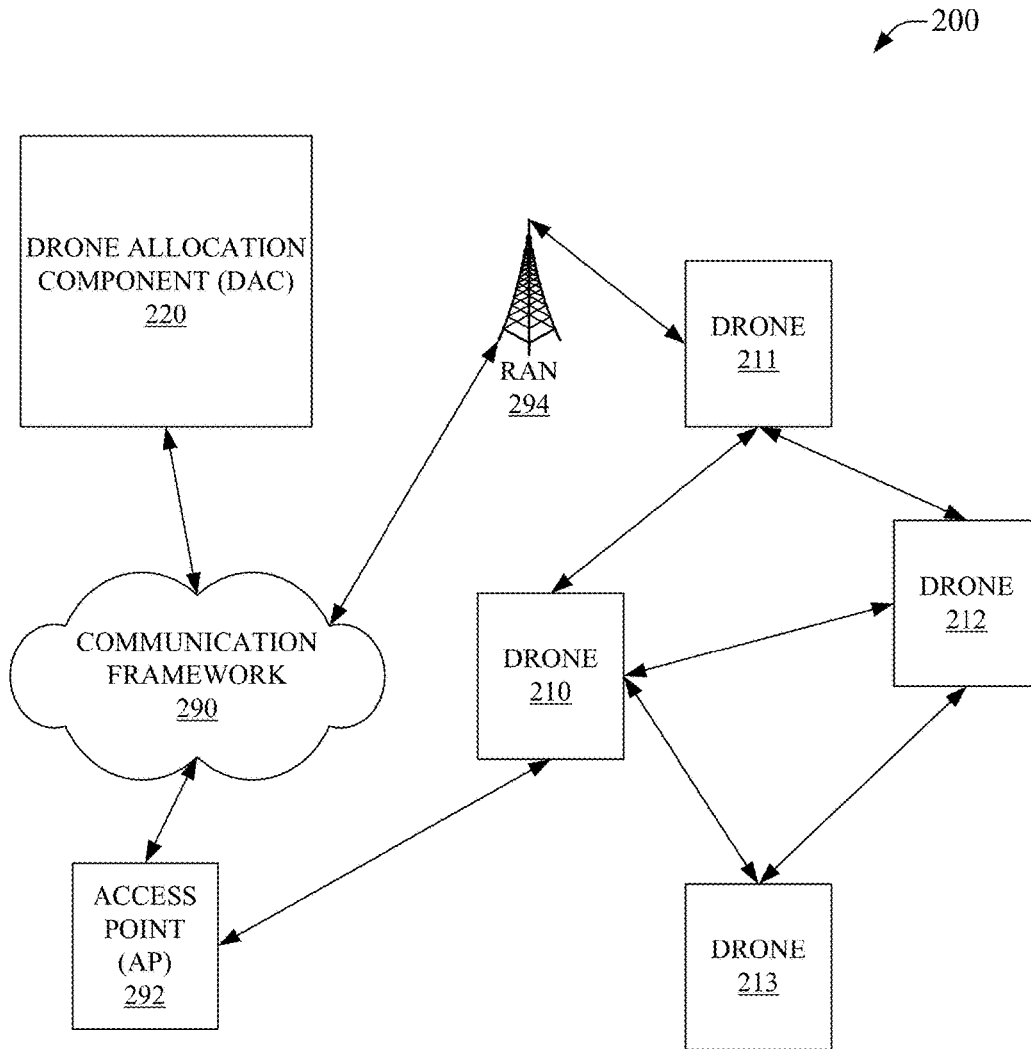 200
DRONE ALLOCATION
COMPONENT (DAC)
220
RAN
294
DRONE
211
DRONE
212
COMMUNICATION
FRAMEWORK
290
DRONE
210
ACCESS
POINT
(AP)
292
DRONE
213